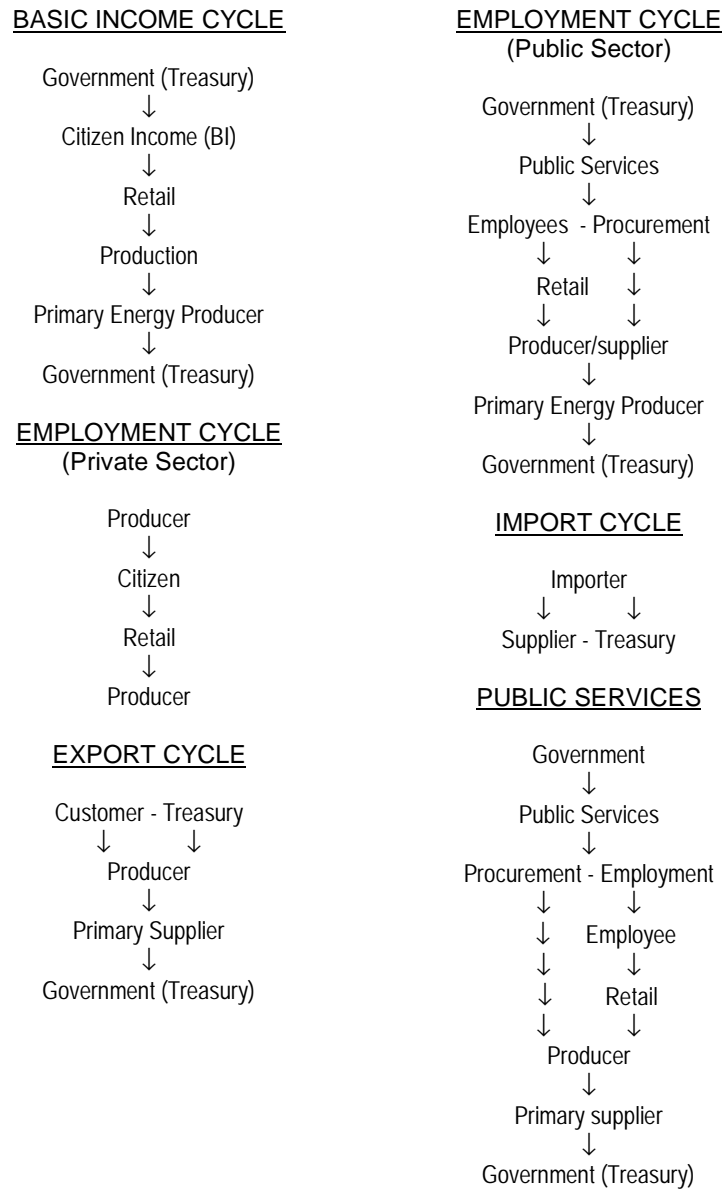 BASIC INCOME CYCLE
Government (Treasury)
↓
Citizen Income (BI)
↓
Retail
↓
Production
↓
Primary Energy Producer
↓
Government (Treasury)
EMPLOYMENT CYCLE
(Private Sector)
Producer
↓
Citizen
↓
Retail
↓
Producer
EXPORT CYCLE
Customer - Treasury
↓ ↓
Producer
↓
Primary Supplier
↓
Government (Treasury)
EMPLOYMENT CYCLE
(Public Sector)
Government (Treasury)
↓
Public Services
↓
Employees - Procurement
↓ ↓
Retail ↓
↓ ↓
Producer/supplier
↓
Primary Energy Producer
↓
Government (Treasury)
IMPORT CYCLE
Importer
↓ ↓
Supplier - Treasury
PUBLIC SERVICES
Government
↓
Public Services
↓
Procurement - Employment
↓ ↓
↓ Employee
↓ ↓
↓ Retail
↓ ↓
Producer
↓
Primary supplier
↓
Government (Treasury)